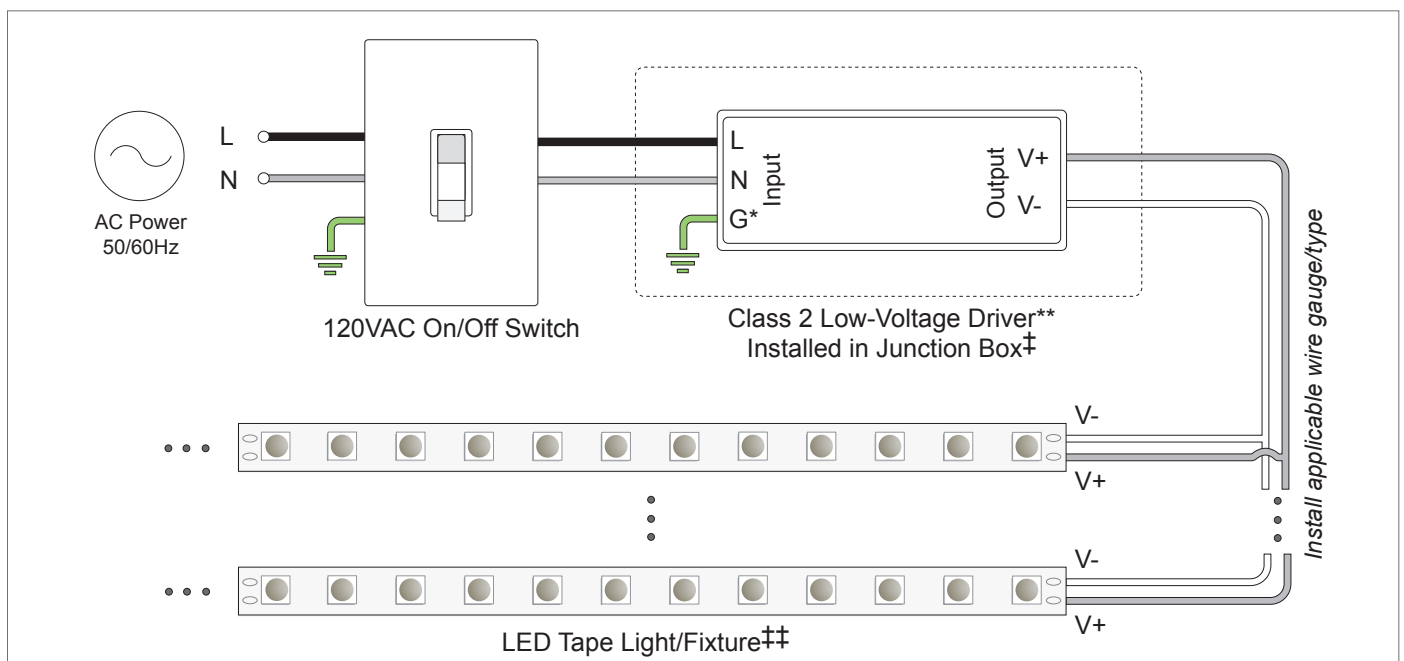 L
N
AC Power
50/60Hz
120VAC On/Off Switch
L
N
G*
Input
Output
V+
V-
Class 2 Low-Voltage Driver**
Installed in Junction Box‡
Install applicable wire gauge/type
V-
V+
V-
V+
LED Tape Light/Fixture‡‡